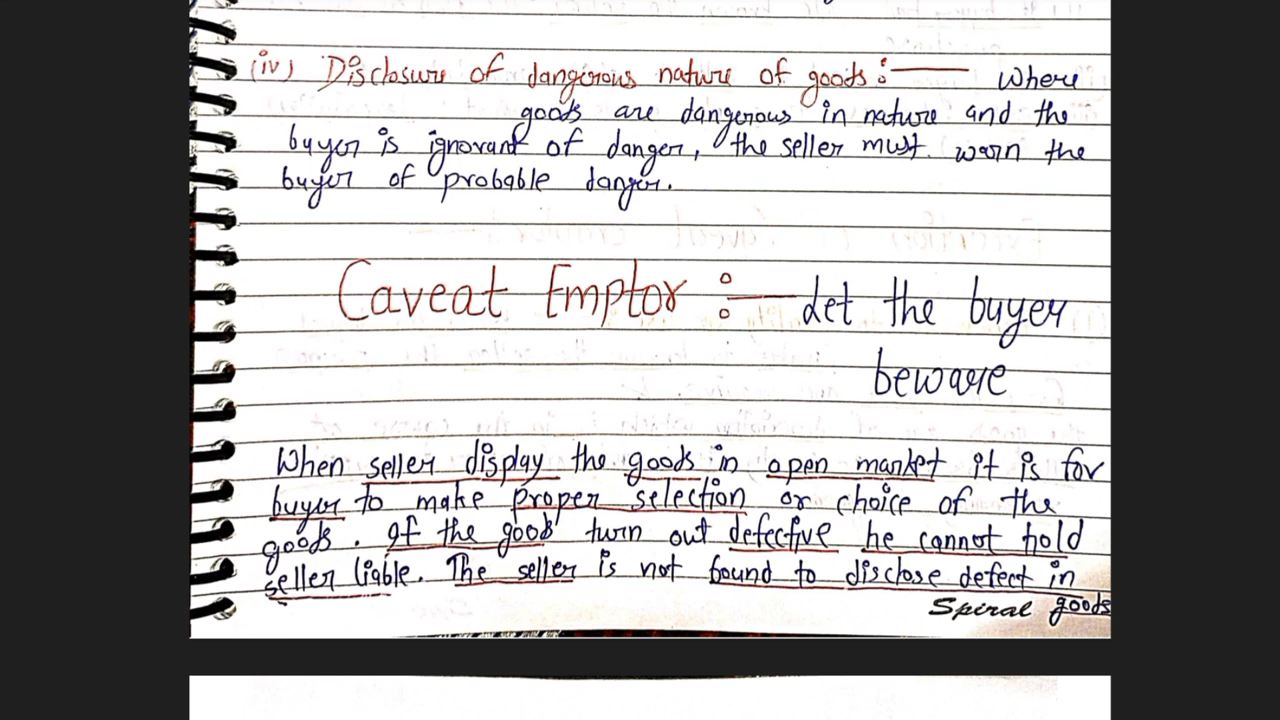 (iv) Disclosure of dangerous nature of goods :— Where
goods are dangerous in nature and the
buyer is ignorant of danger, the seller must warn the
buyer of probable danger.
Caveat Emptor :— Let the buyer
beware
When seller display the goods in open market it is for
buyer to make proper selection or choice of the
goods. If the good turn out defective he cannot hold
seller liable. The seller is not bound to disclose defect in
Spiral goods